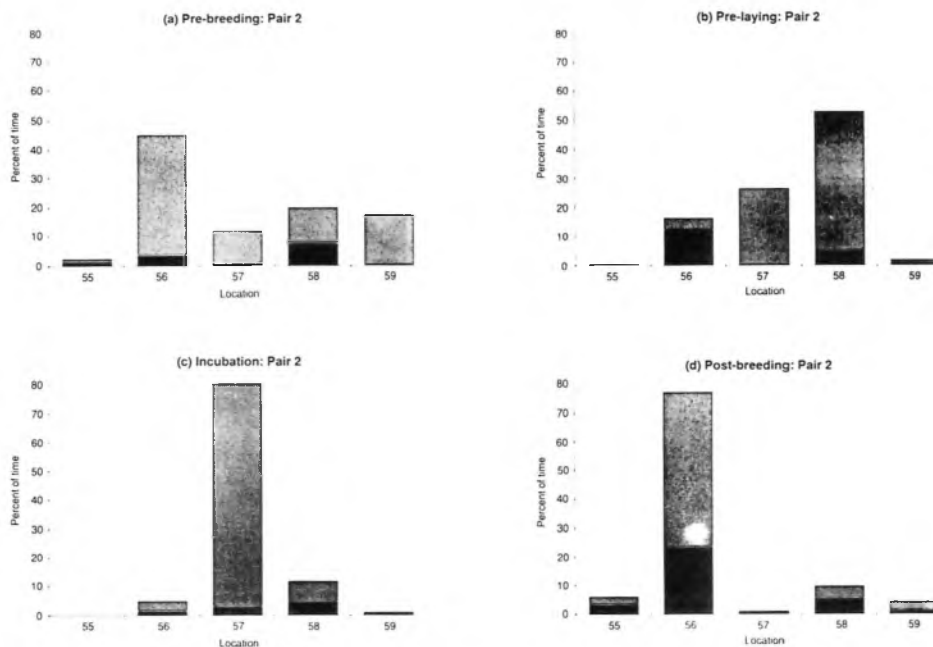 (a) Pre-breeding: Pair 2
80
70
60
50
40
30
20
10
0
Percent of time
55 56 57 58 59
Location
(b) Pre-laying: Pair 2
80
70
60
50
40
30
20
10
0
Percent of time
55 56 57 58 59
Location
(c) Incubation: Pair 2
80
70
60
50
40
30
20
10
0
Percent of time
55 56 57 58 59
Location
(d) Post-breeding: Pair 2
80
70
60
50
40
30
20
10
0
Percent of time
55 56 57 58 59
Location